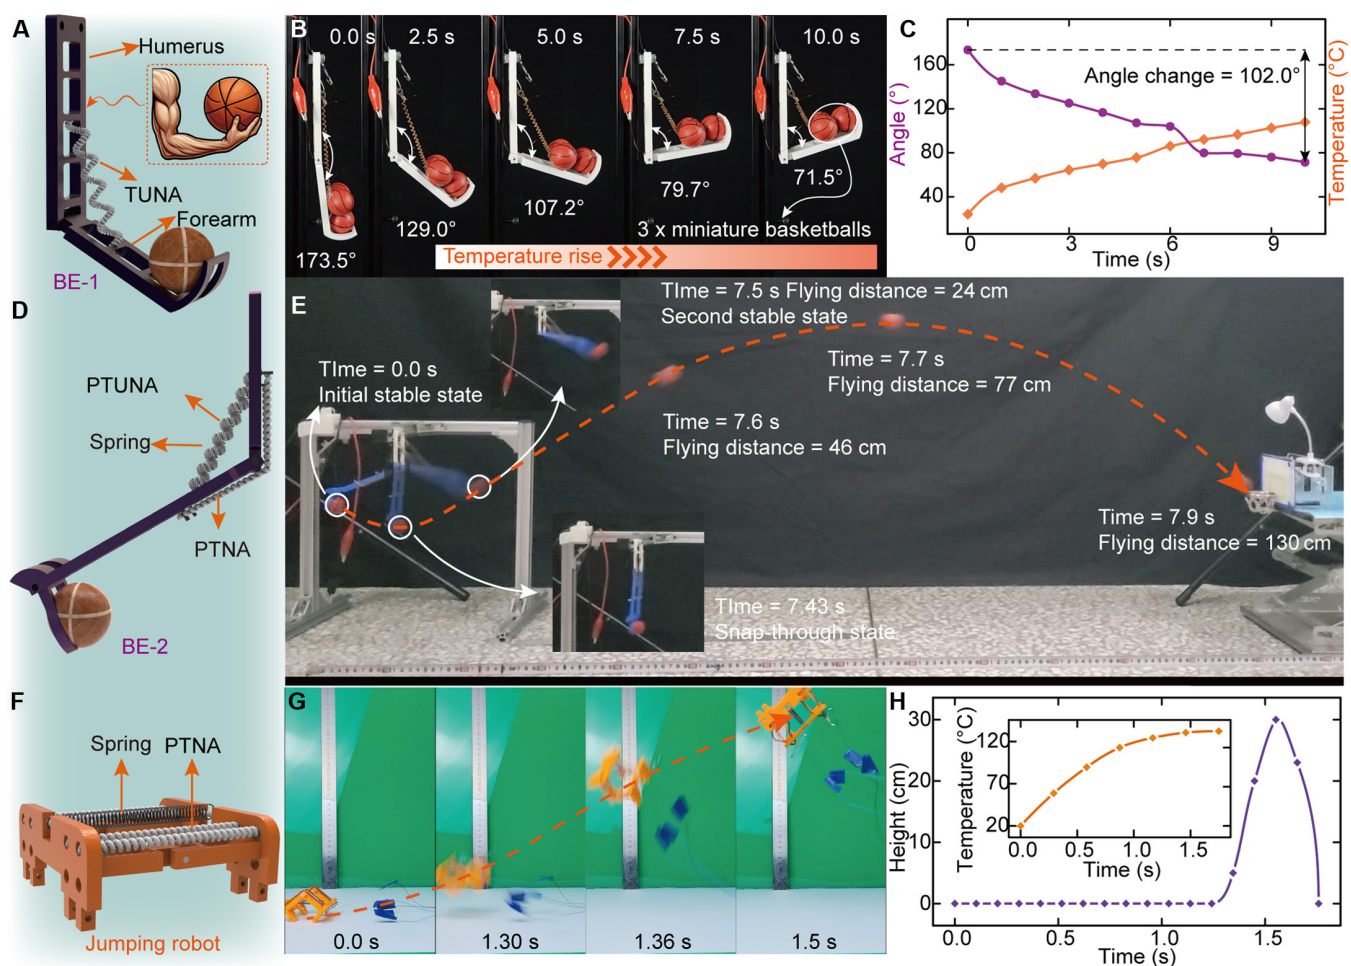 A
Humerus
TUNA
Forearm
BE-1
B
0.0 s
2.5 s
5.0 s
7.5 s
10.0 s
173.5°
129.0°
107.2°
79.7°
71.5°
3 x miniature basketballs
Temperature rise
C
Angle change = 102.0°
Angle (°)
160
120
80
40
0
3
6
9
Time (s)
Temperature (°C)
D
PTUNA
Spring
PTNA
BE-2
E
TIme = 0.0 s
Initial stable state
TIme = 7.5 s Flying distance = 24 cm
Second stable state
Time = 7.7 s
Flying distance = 77 cm
Time = 7.6 s
Flying distance = 46 cm
Time = 7.9 s
Flying distance = 130 cm
TIme = 7.43 s
Snap-through state
F
Spring
PTNA
Jumping robot
G
0.0 s
1.30 s
1.36 s
1.5 s
H
Height (cm)
30
20
10
0
0.0
0.5
1.0
1.5
Time (s)
Temperature (°C)
120
70
20
0.0
0.5
1.0
1.5
Time (s)